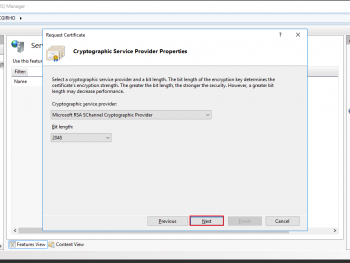 Manager
Request Certificate
Cryptographic Service Provider Properties
Use this Featur
Filter:
Name
Select a cryptographic service provider and a bit length. The bit length of the encryption key determines the
certificate's encryption strength. The greater the bit length, the stronger the security. However, a greater bit
length may decrease performance.
Cryptographic service provider:
Microsoft RSA SChannel Cryptographic Provider
Bit length:
2048
Previous
Next
Finish
Cancel
Features View
Content View